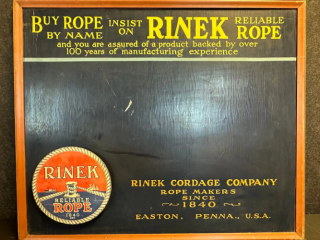 BUY ROPE INSIST RINEK RELIABLE
BY NAME ON ROPE
and you are assured of a product backed by over
100 years of manufacturing experience
RINEK
RELIABLE
ROPE
1840
RINEK CORDAGE COMPANY
ROPE MAKERS
SINCE
1840
EASTON, PENNA., U.S.A.